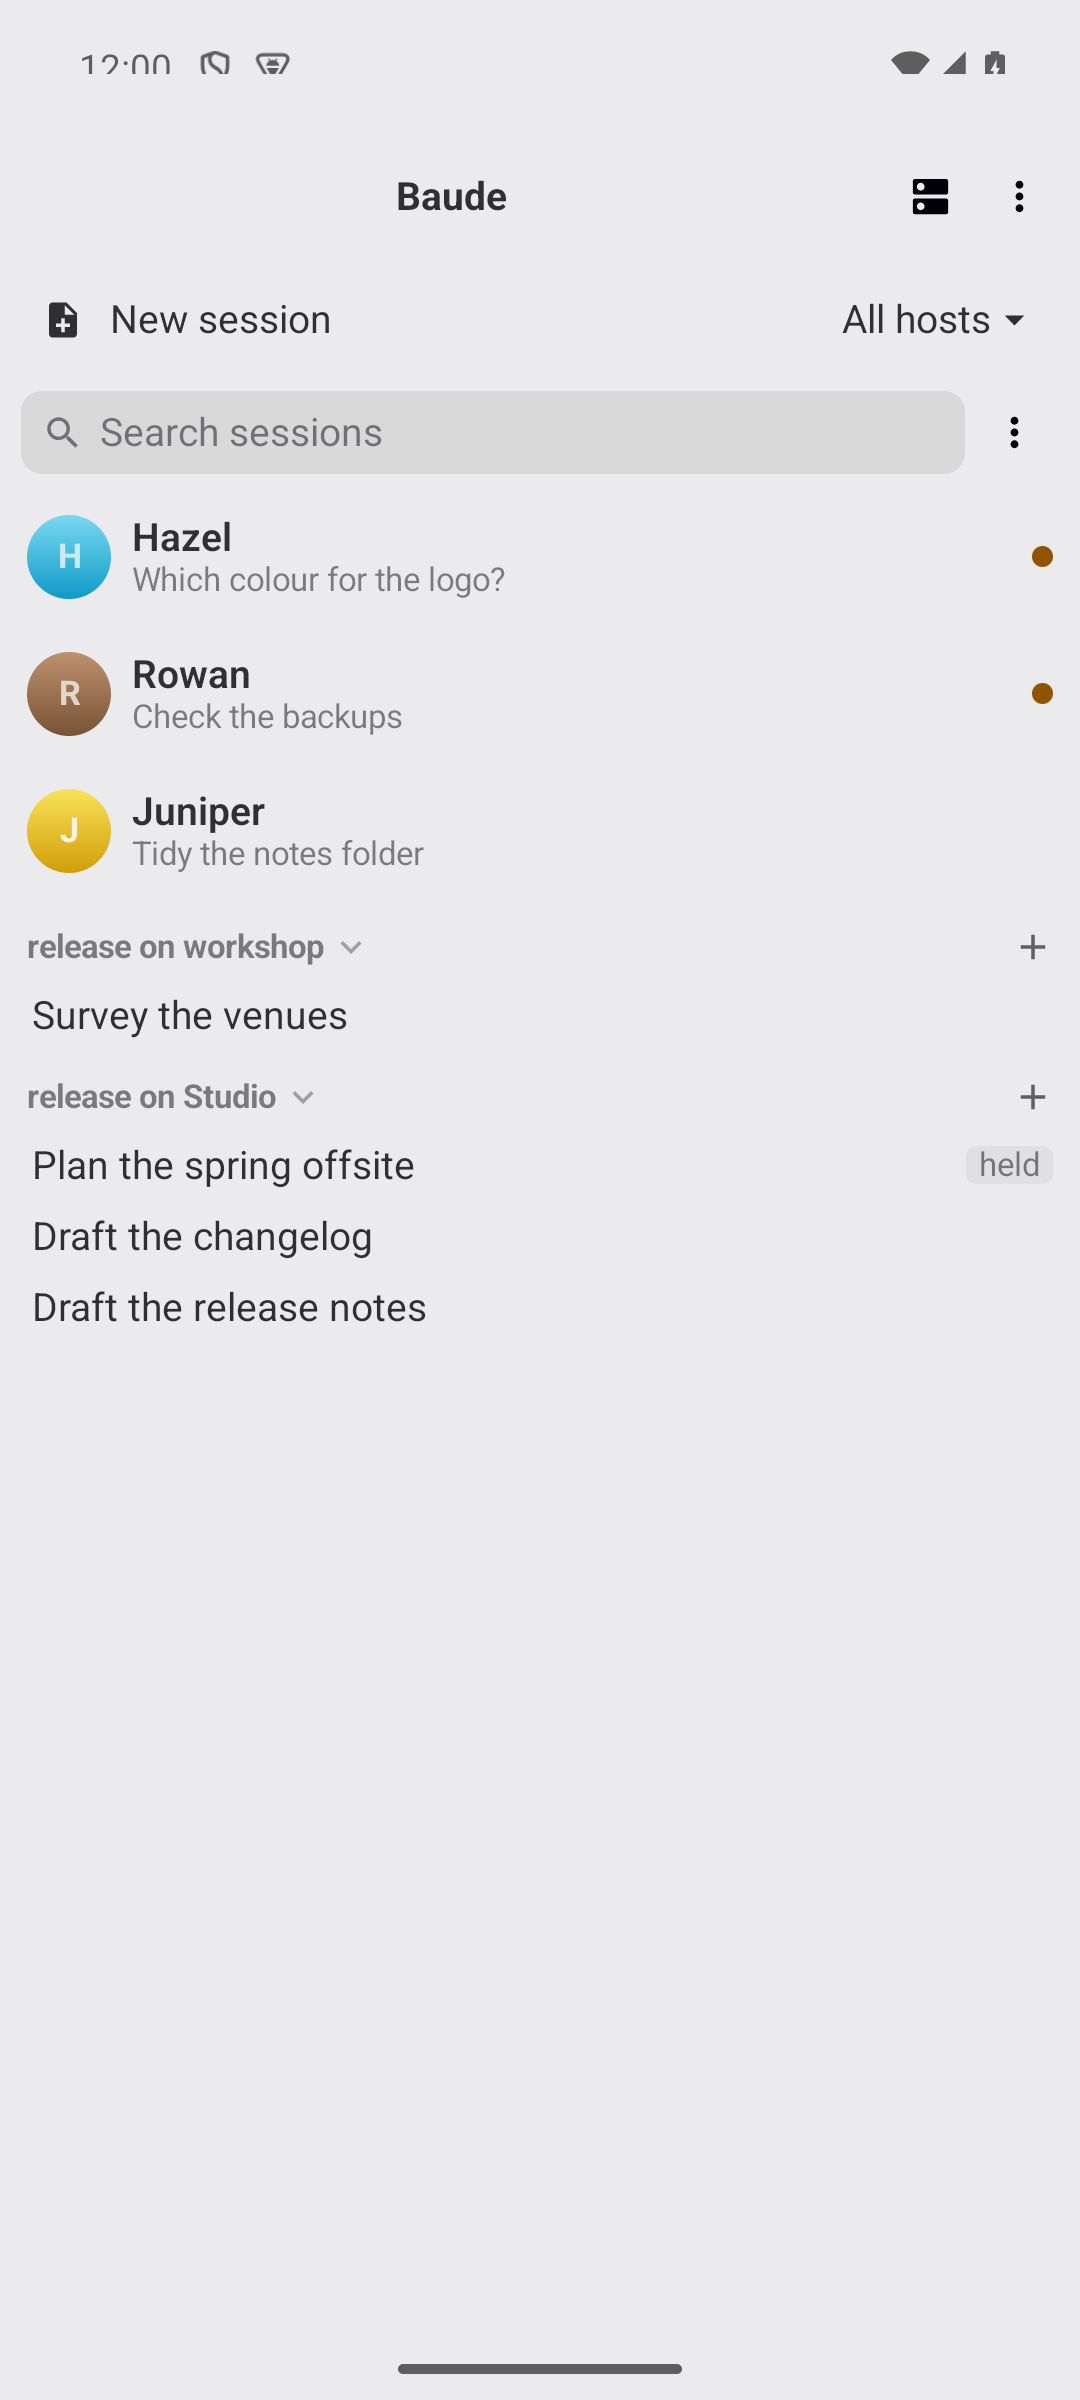 12:00
Baude
New session
All hosts
Search sessions
H
Hazel
Which colour for the logo?
R
Rowan
Check the backups
J
Juniper
Tidy the notes folder
release on workshop
Survey the venues
release on Studio
Plan the spring offsite
held
Draft the changelog
Draft the release notes